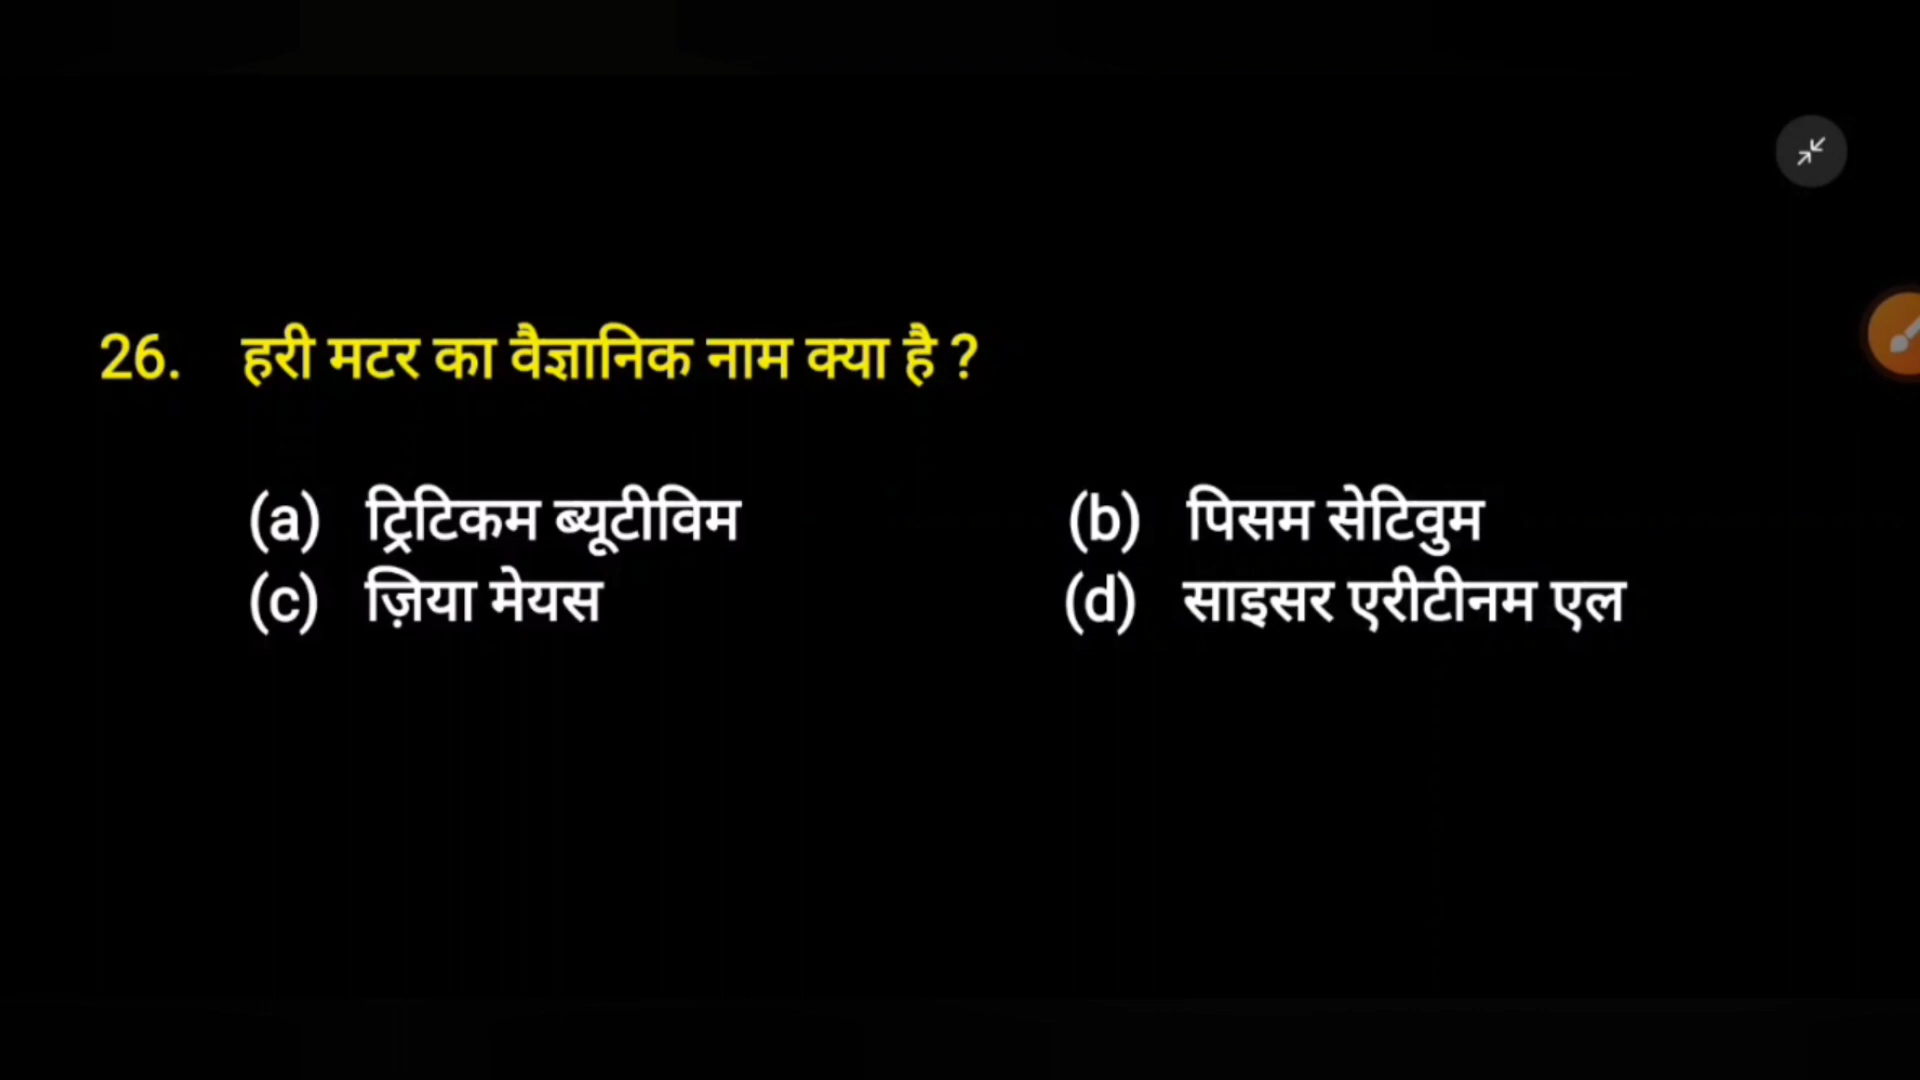 26. हरी मटर का वैज्ञानिक नाम क्या है ?
(a) ट्रिटिकम ब्यूटीविम (b) पिसम सेटिवुम
(c) ज़िया मेयस (d) साइसर एरीटीनम एल